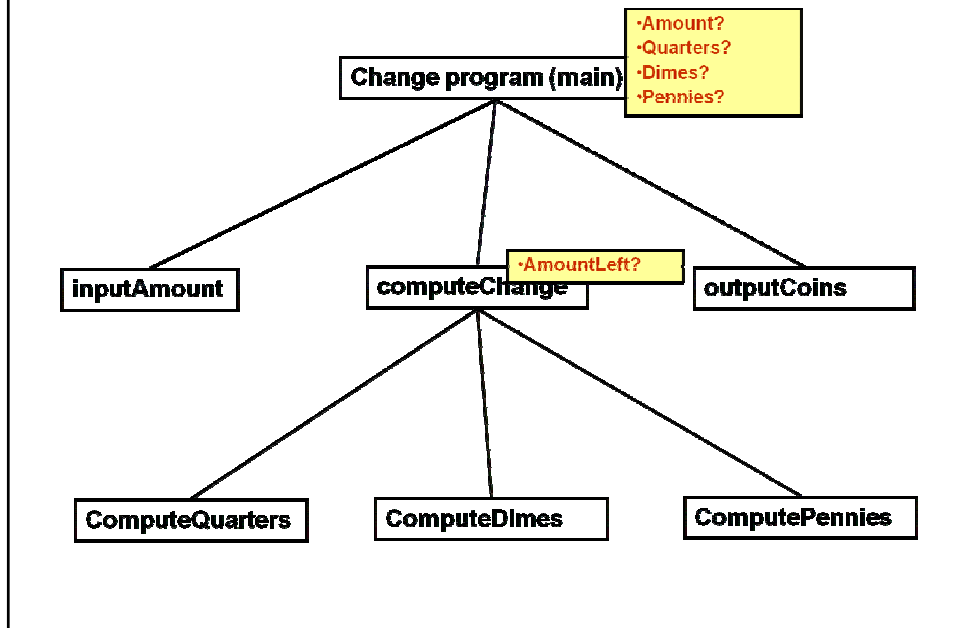 •Amount?
•Quarters?
•Dimes?
•Pennies?
Change program (main)
•AmountLeft?
inputAmount
computeChange
outputCoins
ComputeQuarters
ComputeDImes
ComputePennies